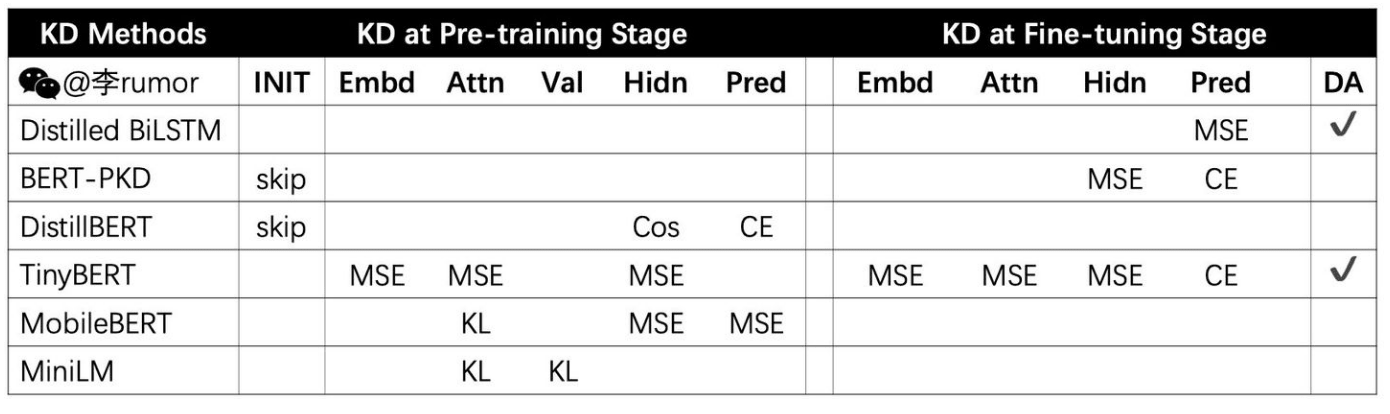 KD Methods KD at Pre-training Stage KD at Fine-tuning Stage
@李rumor INIT Embd Attn Val Hidn Pred Embd Attn Hidn Pred DA
Distilled BiLSTM MSE ✓
BERT-PKD skip MSE CE
DistillBERT skip Cos CE
TinyBERT MSE MSE MSE MSE MSE MSE CE ✓
MobileBERT KL MSE MSE
MiniLM KL KL